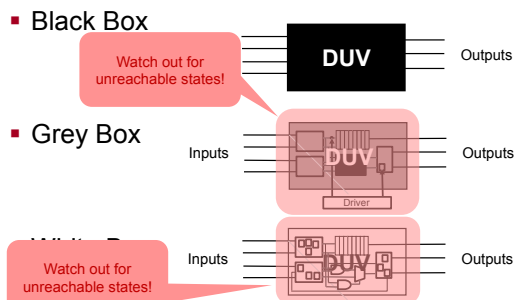 Black Box
Watch out for
unreachable states!
DUV
Outputs
Grey Box
Inputs
DUV
Outputs
Driver
Inputs
DUV
Outputs
Watch out for
unreachable states!